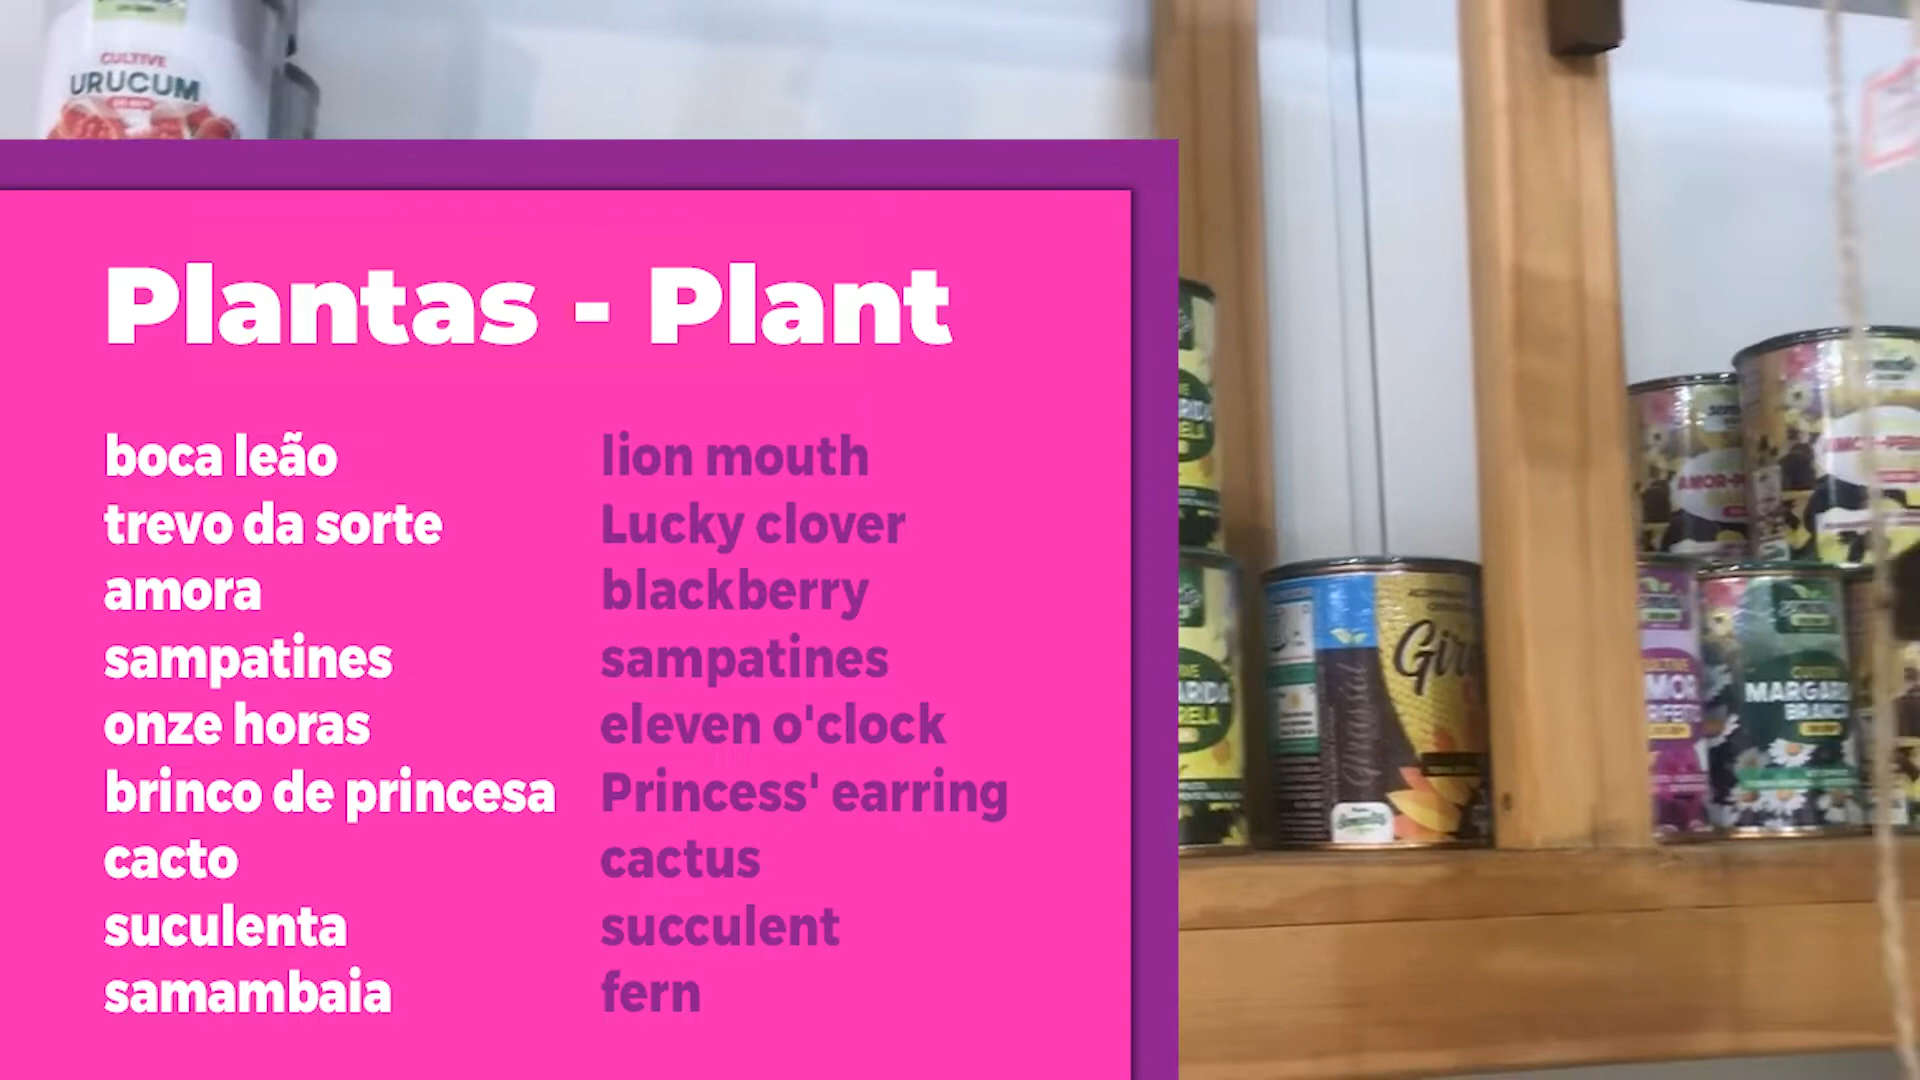 CULTIVE
URUCUM
Plantas - Plant
boca leão lion mouth
trevo da sorte Lucky clover
amora blackberry
sampatines sampatines
onze horas eleven o'clock
brinco de princesa Princess' earring
cacto cactus
suculenta succulent
samambaia fern
MARGARI
BRANCA